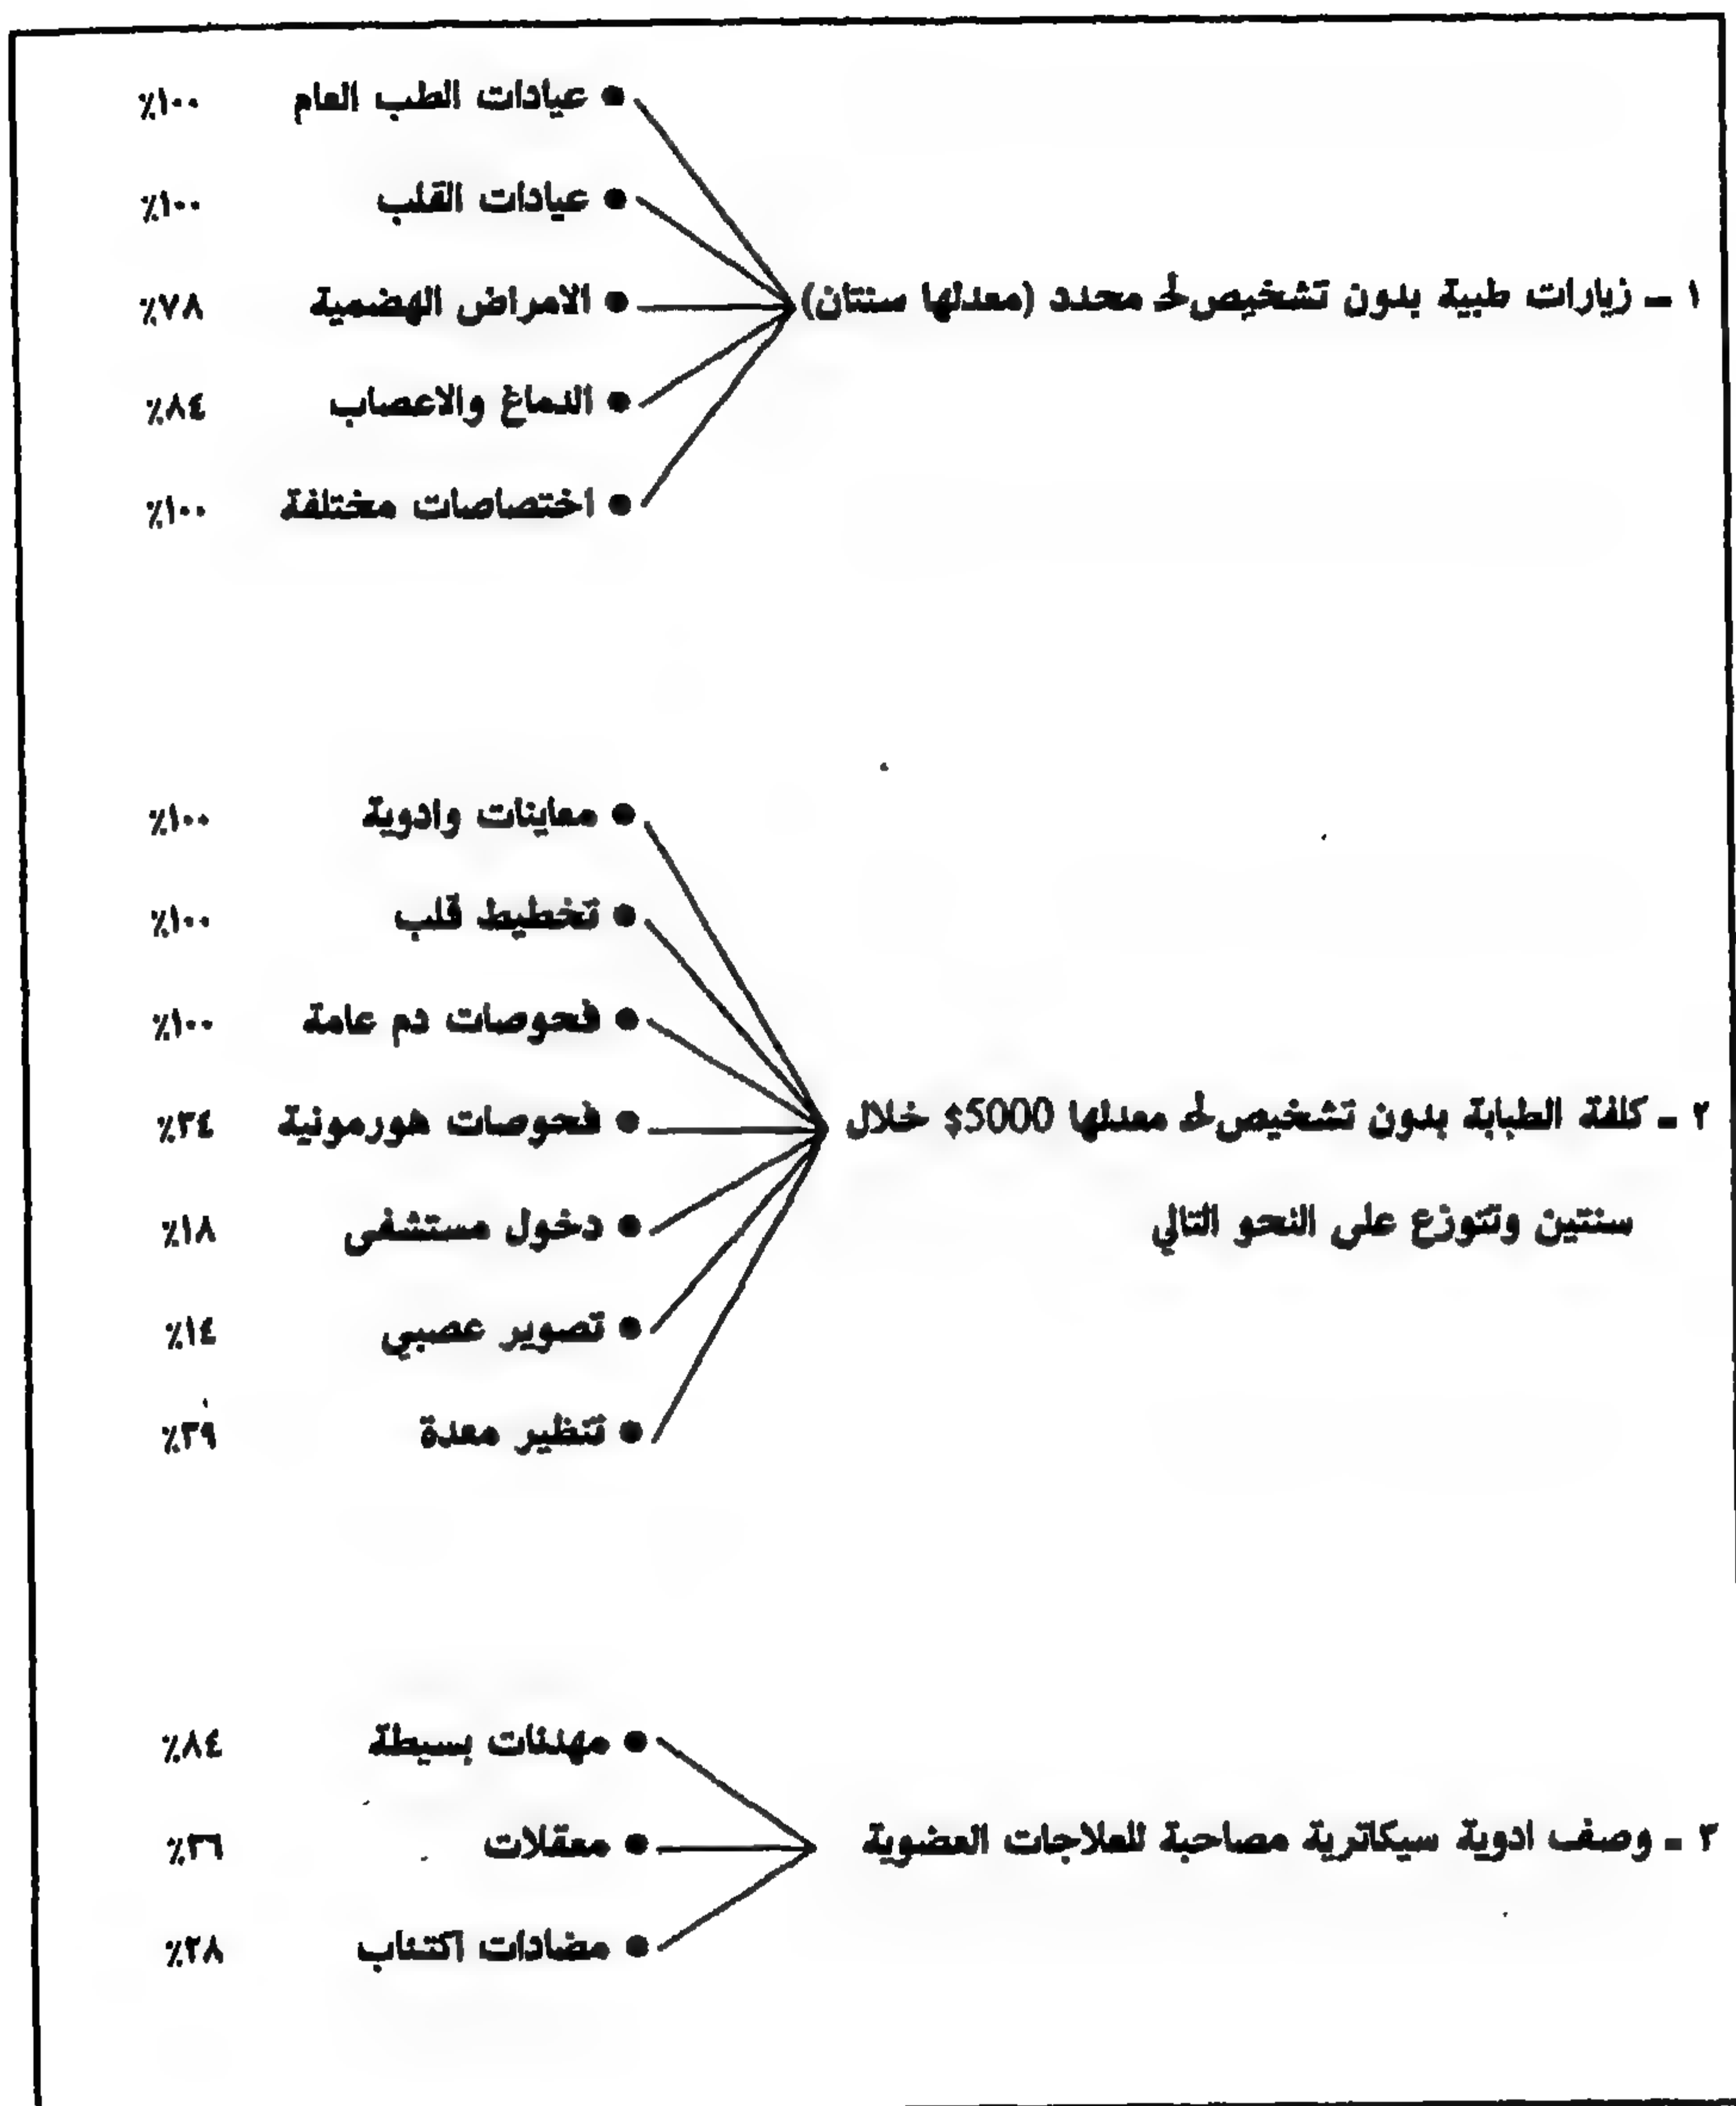 ١ - زيارات طبية بدون تشخيصلخ محدد (معدلها سنتان)
● عيادات الطب العام ١٠٠٪
● عيادات القلب ١٠٠٪
● الامراض الهضمية ٧٨٪
● الدماغ والاعصاب ٨٤٪
● اختصاصات مختلفة ١٠٠٪
٢ - كلفة الطبابة بدون تشخيصلخ معدلها 5000$ خلال
سنتين وتتوزع على النحو التالي
● معاينات وادوية ١٠٠٪
● تخطيط قلب ١٠٠٪
● فحوصات دم عامة ١٠٠٪
● فحوصات هورمونية ٣٤٪
● دخول مستشفى ١٨٪
● تصوير عصبي ١٤٪
● تنظير معدة ٣٩٪
٣ - وصف ادوية سيكاترية مصاحبة للعلاجات العضوية
● مهدئات بسيطة ٨٤٪
● معقلات ٣٦٪
● مضادات اكتئاب ٢٨٪